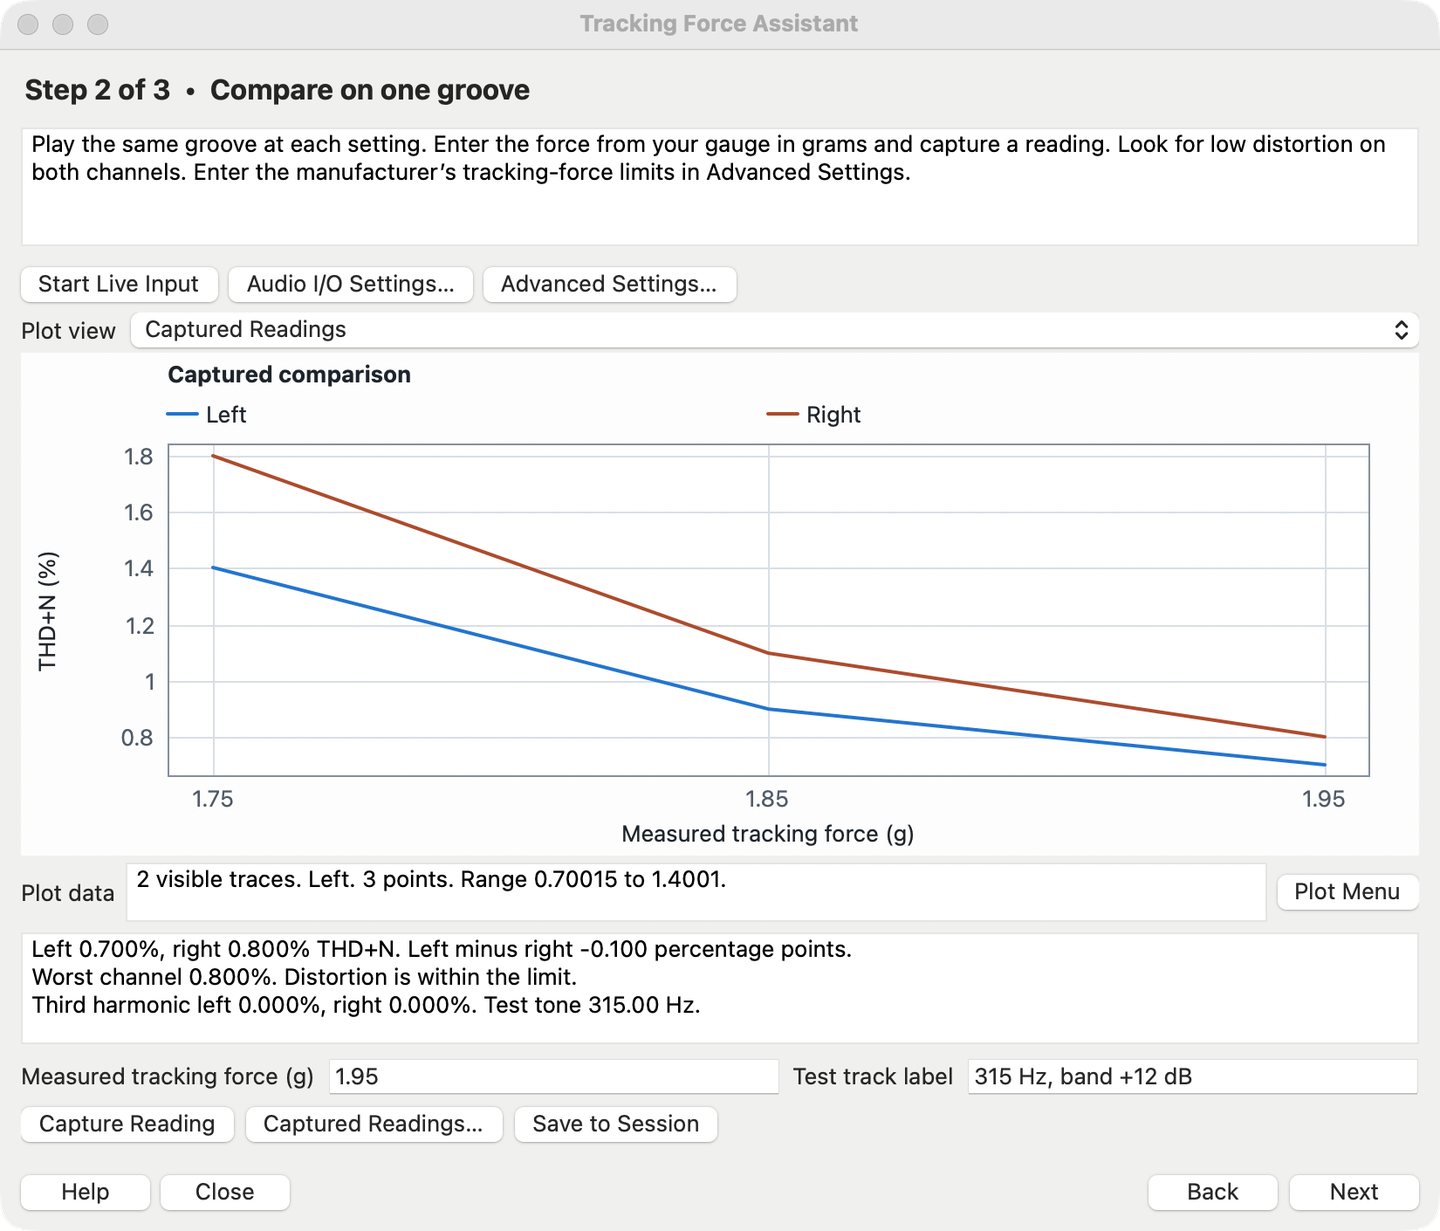 Tracking Force Assistant
Step 2 of 3 • Compare on one groove
Play the same groove at each setting. Enter the force from your gauge in grams and capture a reading. Look for low distortion on
both channels. Enter the manufacturer’s tracking-force limits in Advanced Settings.
Start Live Input
Audio I/O Settings...
Advanced Settings...
Plot view
Captured Readings
Captured comparison
Left
Right
1.8
1.6
1.4
1.2
1
0.8
THD+N (%)
1.75
1.85
1.95
Measured tracking force (g)
Plot data
2 visible traces. Left. 3 points. Range 0.70015 to 1.4001.
Plot Menu
Left 0.700%, right 0.800% THD+N. Left minus right -0.100 percentage points.
Worst channel 0.800%. Distortion is within the limit.
Third harmonic left 0.000%, right 0.000%. Test tone 315.00 Hz.
Measured tracking force (g)
1.95
Test track label
315 Hz, band +12 dB
Capture Reading
Captured Readings...
Save to Session
Help
Close
Back
Next